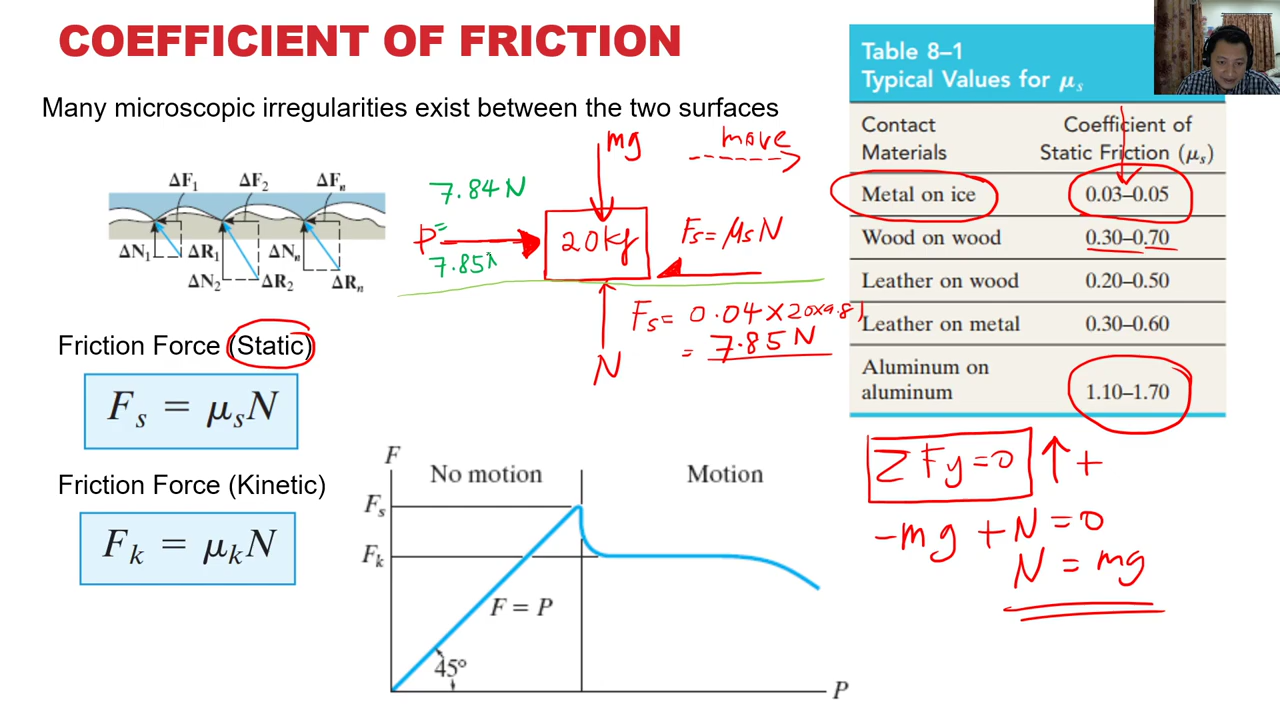 COEFFICIENT OF FRICTION
Many microscopic irregularities exist between the two surfaces
ΔF₁ ΔF₂ ΔFₙ
ΔN₁ ΔR₁ ΔNₙ
ΔN₂ ΔR₂ ΔRₙ
mg
move
7.84 N
P =
7.85N
20kg
Fs = μs N
N
Fs = 0.04 × 20×9.81
= 7.85 N
Friction Force (Static)
Fₛ = μₛN
Friction Force (Kinetic)
Fₖ = μₖN
F
No motion Motion
Fₛ
Fₖ
F = P
45°
P
Table 8–1
Typical Values for μₛ
Contact Materials Coefficient of Static Friction (μₛ)
Metal on ice 0.03–0.05
Wood on wood 0.30–0.70
Leather on wood 0.20–0.50
Leather on metal 0.30–0.60
Aluminum on
aluminum 1.10–1.70
ΣFy=0 ↑ +
-mg + N = 0
N = mg